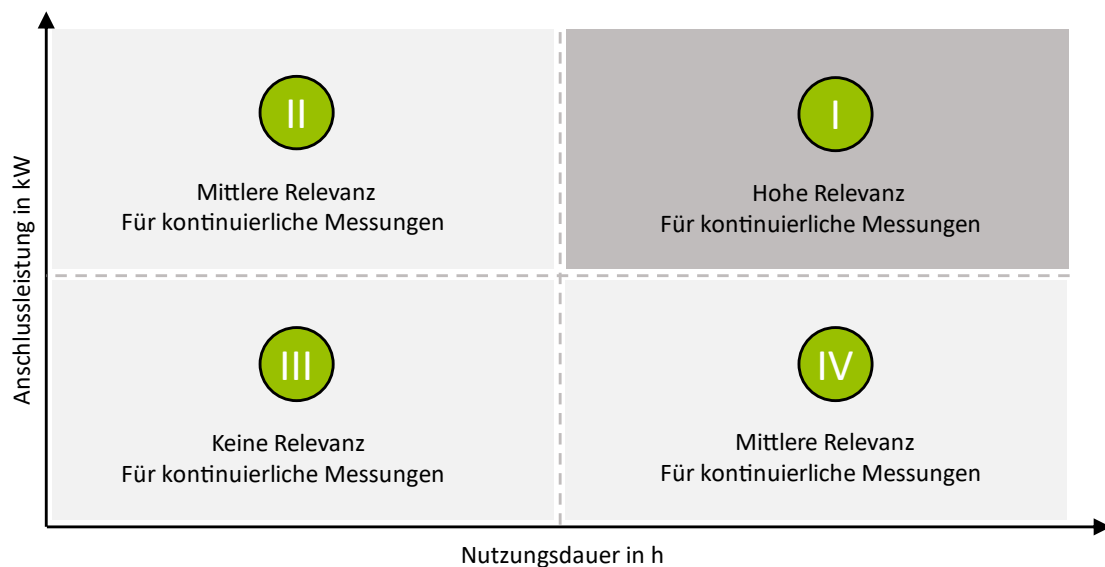 Anschlussleistung in kW
II
Mittlere Relevanz
Für kontinuierliche Messungen
I
Hohe Relevanz
Für kontinuierliche Messungen
III
Keine Relevanz
Für kontinuierliche Messungen
IV
Mittlere Relevanz
Für kontinuierliche Messungen
Nutzungsdauer in h